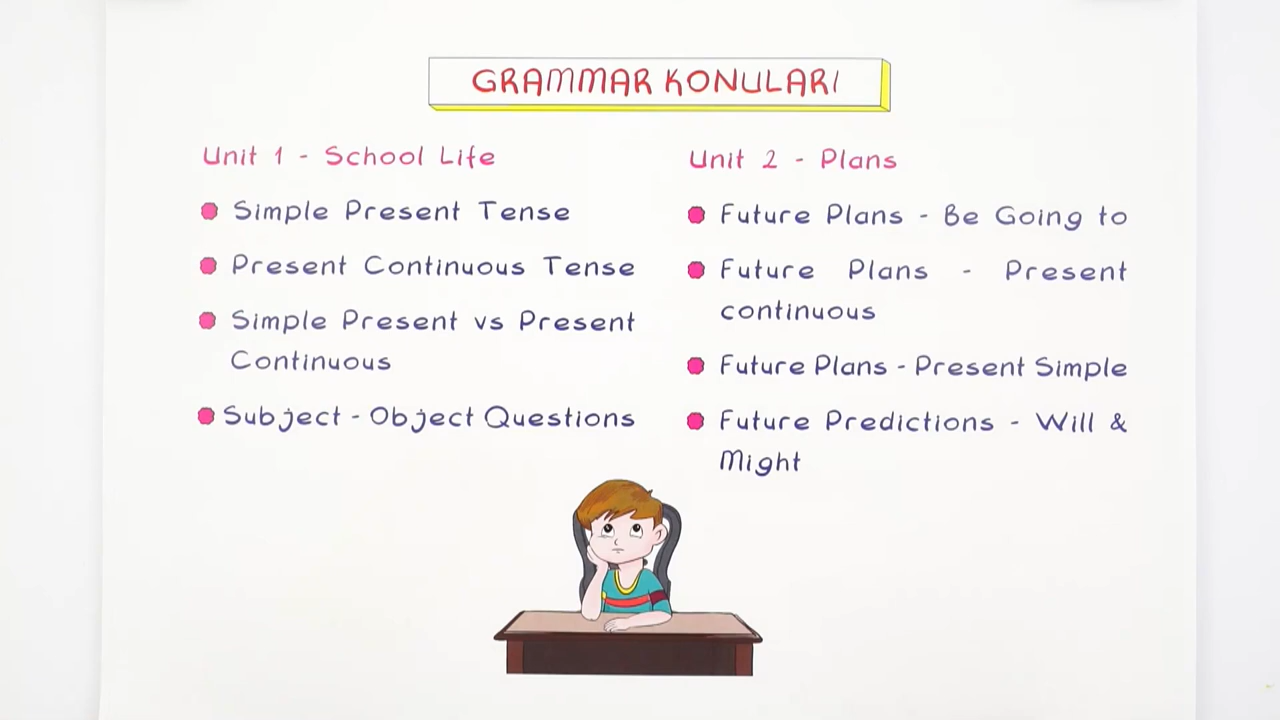 GRAMMAR KONULARI
Unit 1 - School Life
Simple Present Tense
Present Continuous Tense
Simple Present vs Present
Continuous
Subject - Object Questions
Unit 2 - Plans
Future Plans - Be Going to
Future Plans - Present
continuous
Future Plans - Present Simple
Future Predictions - Will &
Might